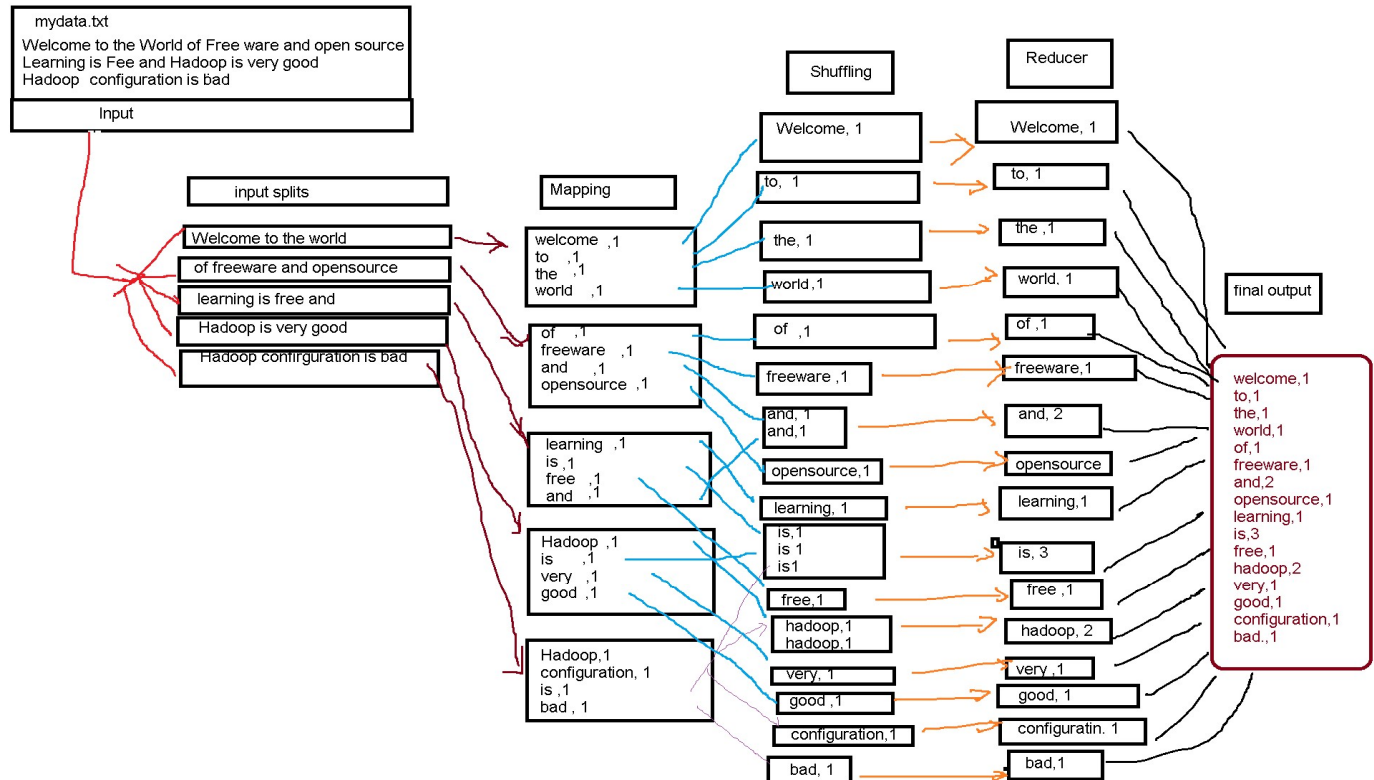 mydata.txt
Welcome to the World of Free ware and open source
Learning is Fee and Hadoop is very good
Hadoop configuration is bad
Input
input splits
Welcome to the world
of freeware and opensource
learning is free and
Hadoop is very good
Hadoop confirguration is bad
Mapping
welcome ,1
to ,1
the ,1
world ,1
of ,1
freeware ,1
and ,1
opensource ,1
learning ,1
is ,1
free ,1
and ,1
Hadoop ,1
is ,1
very ,1
good ,1
Hadoop,1
configuration, 1
is ,1
bad , 1
Shuffling
Welcome, 1
to, 1
the, 1
world ,1
of ,1
freeware ,1
and, 1
and,1
opensource,1
learning, 1
is,1
is 1
is1
free,1
hadoop,1
hadoop,1
very, 1
good ,1
configuration,1
bad, 1
Reducer
Welcome, 1
to, 1
the ,1
world, 1
of ,1
freeware,1
and, 2
opensource
learning,1
is, 3
free ,1
hadoop, 2
very ,1
good, 1
configuratin. 1
bad,1
final output
welcome,1
to,1
the,1
world,1
of,1
freeware,1
and,2
opensource,1
learning,1
is,3
free,1
hadoop,2
very,1
good,1
configuration,1
bad.,1